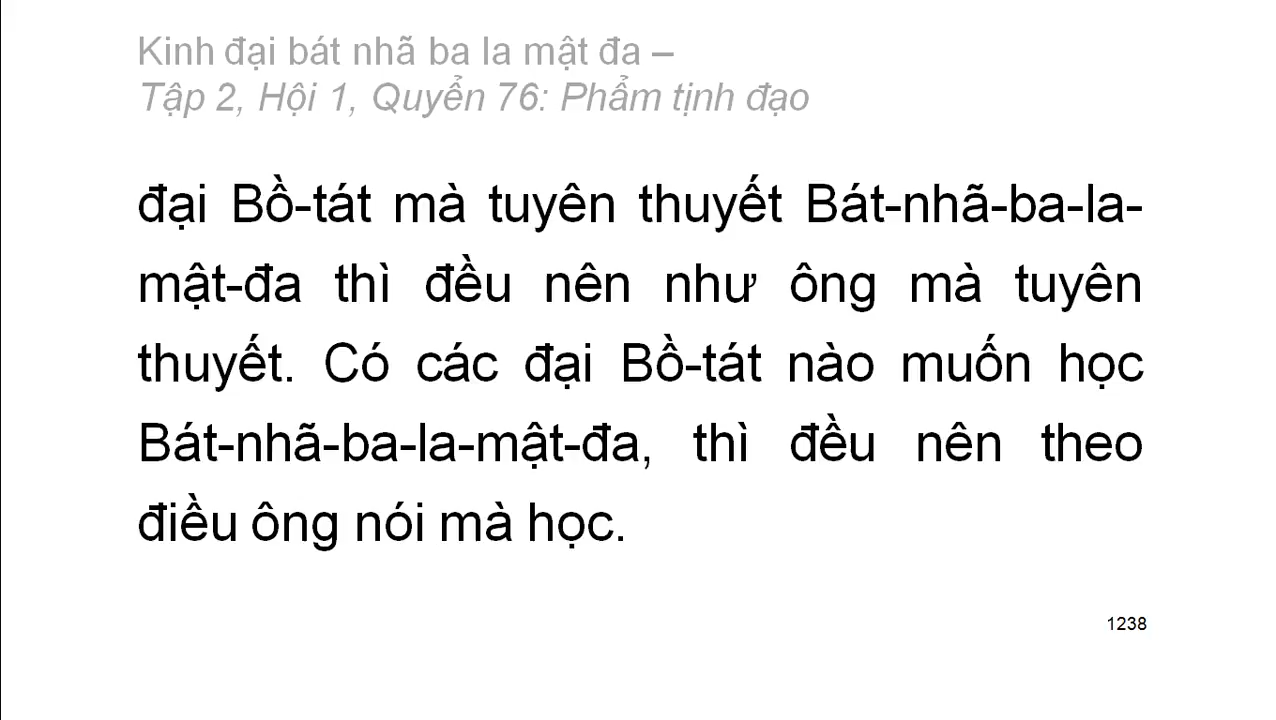 Kinh đại bát nhã ba la mật đa –
Tập 2, Hội 1, Quyển 76: Phẩm tịnh đạo
đại Bồ-tát mà tuyên thuyết Bát-nhã-ba-la-
mật-đa thì đều nên như ông mà tuyên
thuyết. Có các đại Bồ-tát nào muốn học
Bát-nhã-ba-la-mật-đa, thì đều nên theo
điều ông nói mà học.
1238